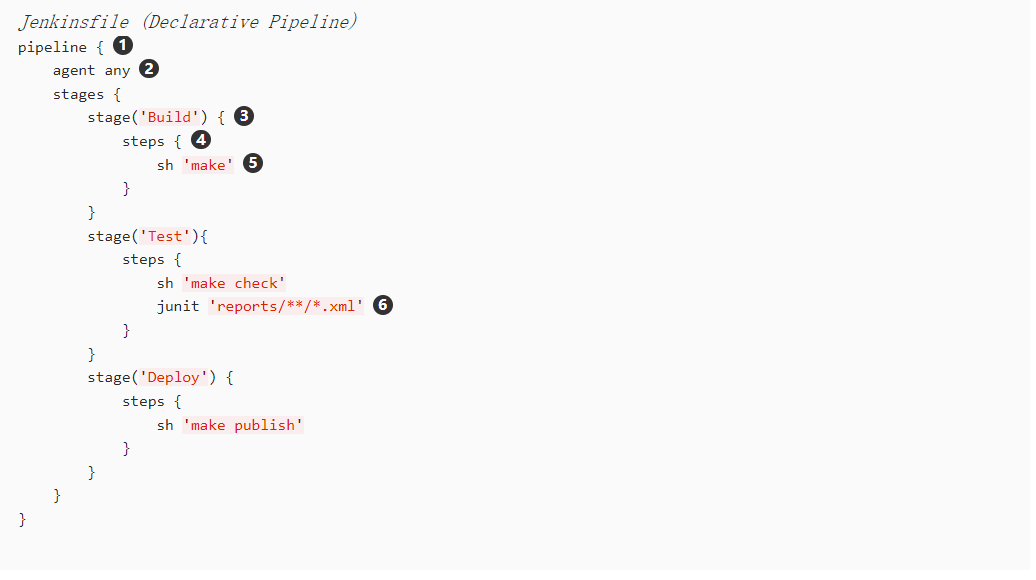 Jenkinsfile (Declarative Pipeline)
pipeline { 1
    agent any 2
    stages {
        stage('Build') { 3
            steps { 4
                sh 'make' 5
            }
        }
        stage('Test'){
            steps {
                sh 'make check'
                junit 'reports/**/*.xml' 6
            }
        }
        stage('Deploy') {
            steps {
                sh 'make publish'
            }
        }
    }
}